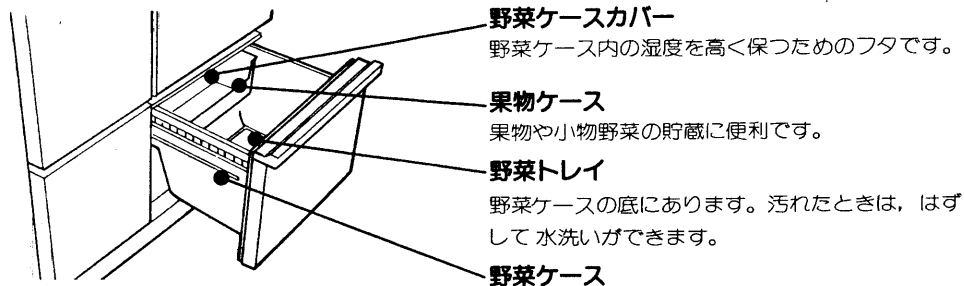 野菜ケースカバー
野菜ケース内の湿度を高く保つためのフタです。
果物ケース
果物や小物野菜の貯蔵に便利です。
野菜トレイ
野菜ケースの底にあります。汚れたときは，はず
して水洗いができます。
野菜ケース